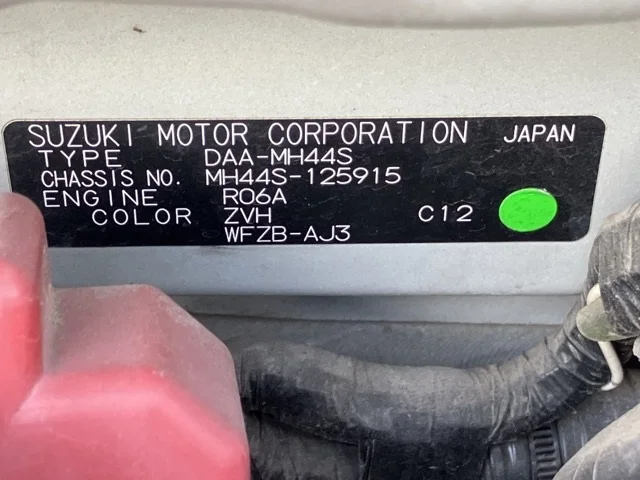 SUZUKI MOTOR CORPORATION JAPAN
TYPE DAA-MH44S
CHASSIS NO. MH44S-125915
ENGINE R06A
COLOR ZVH C12
WFZB-AJ3